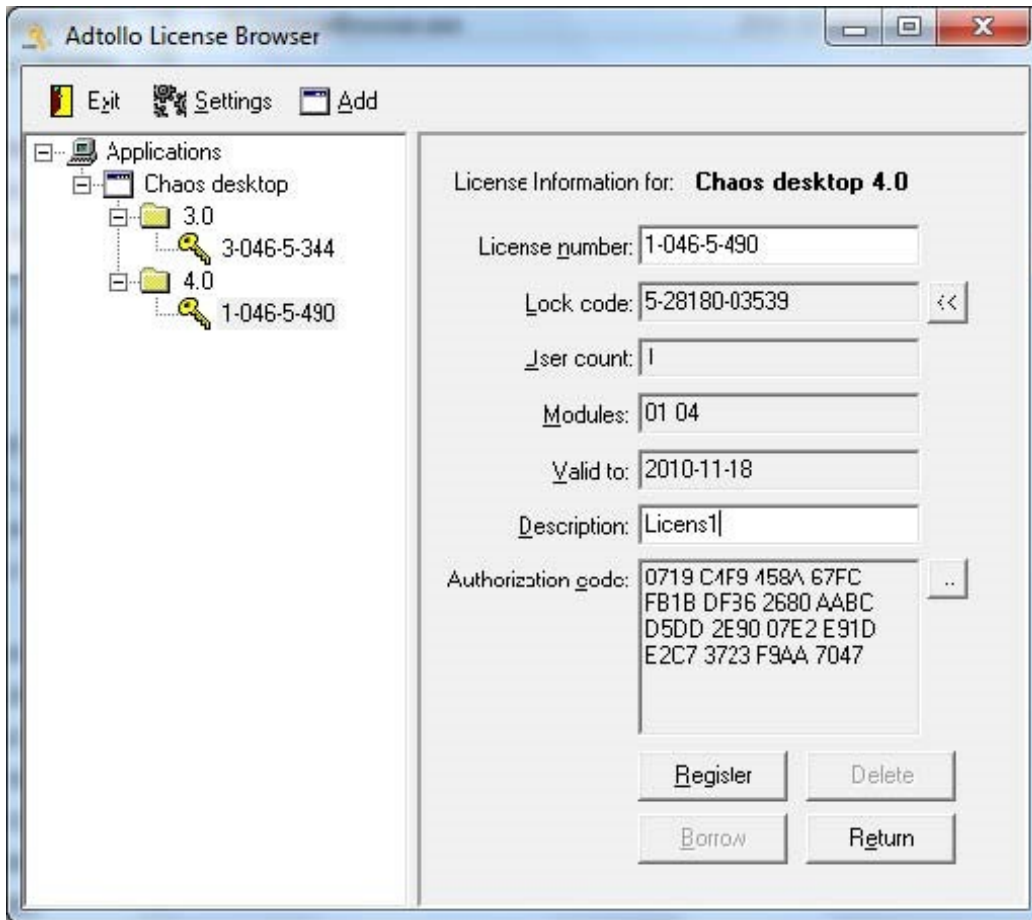 Adtollo License Browser
Exit Settings Add
Applications
Chaos desktop
3.0
3-046-5-344
4.0
1-046-5-490
License Information for: Chaos desktop 4.0
License number: 1-046-5-490
Lock code: 5-28180-03539 <<
User count: 1
Modules: 01 04
Valid to: 2010-11-18
Description: Licens1
Authorization code: 0719 C4F9 458A 67FC ..
FB1B DF36 2680 AABC
D5DD 2E90 07E2 E91D
E2C7 3723 F9AA 7047
Register Delete
Borrow Return